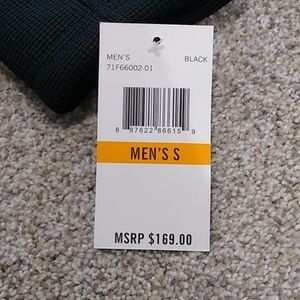 MEN'S BLACK
71F66002-01
8 87622 86615 9
MEN'S S
MSRP $169.00